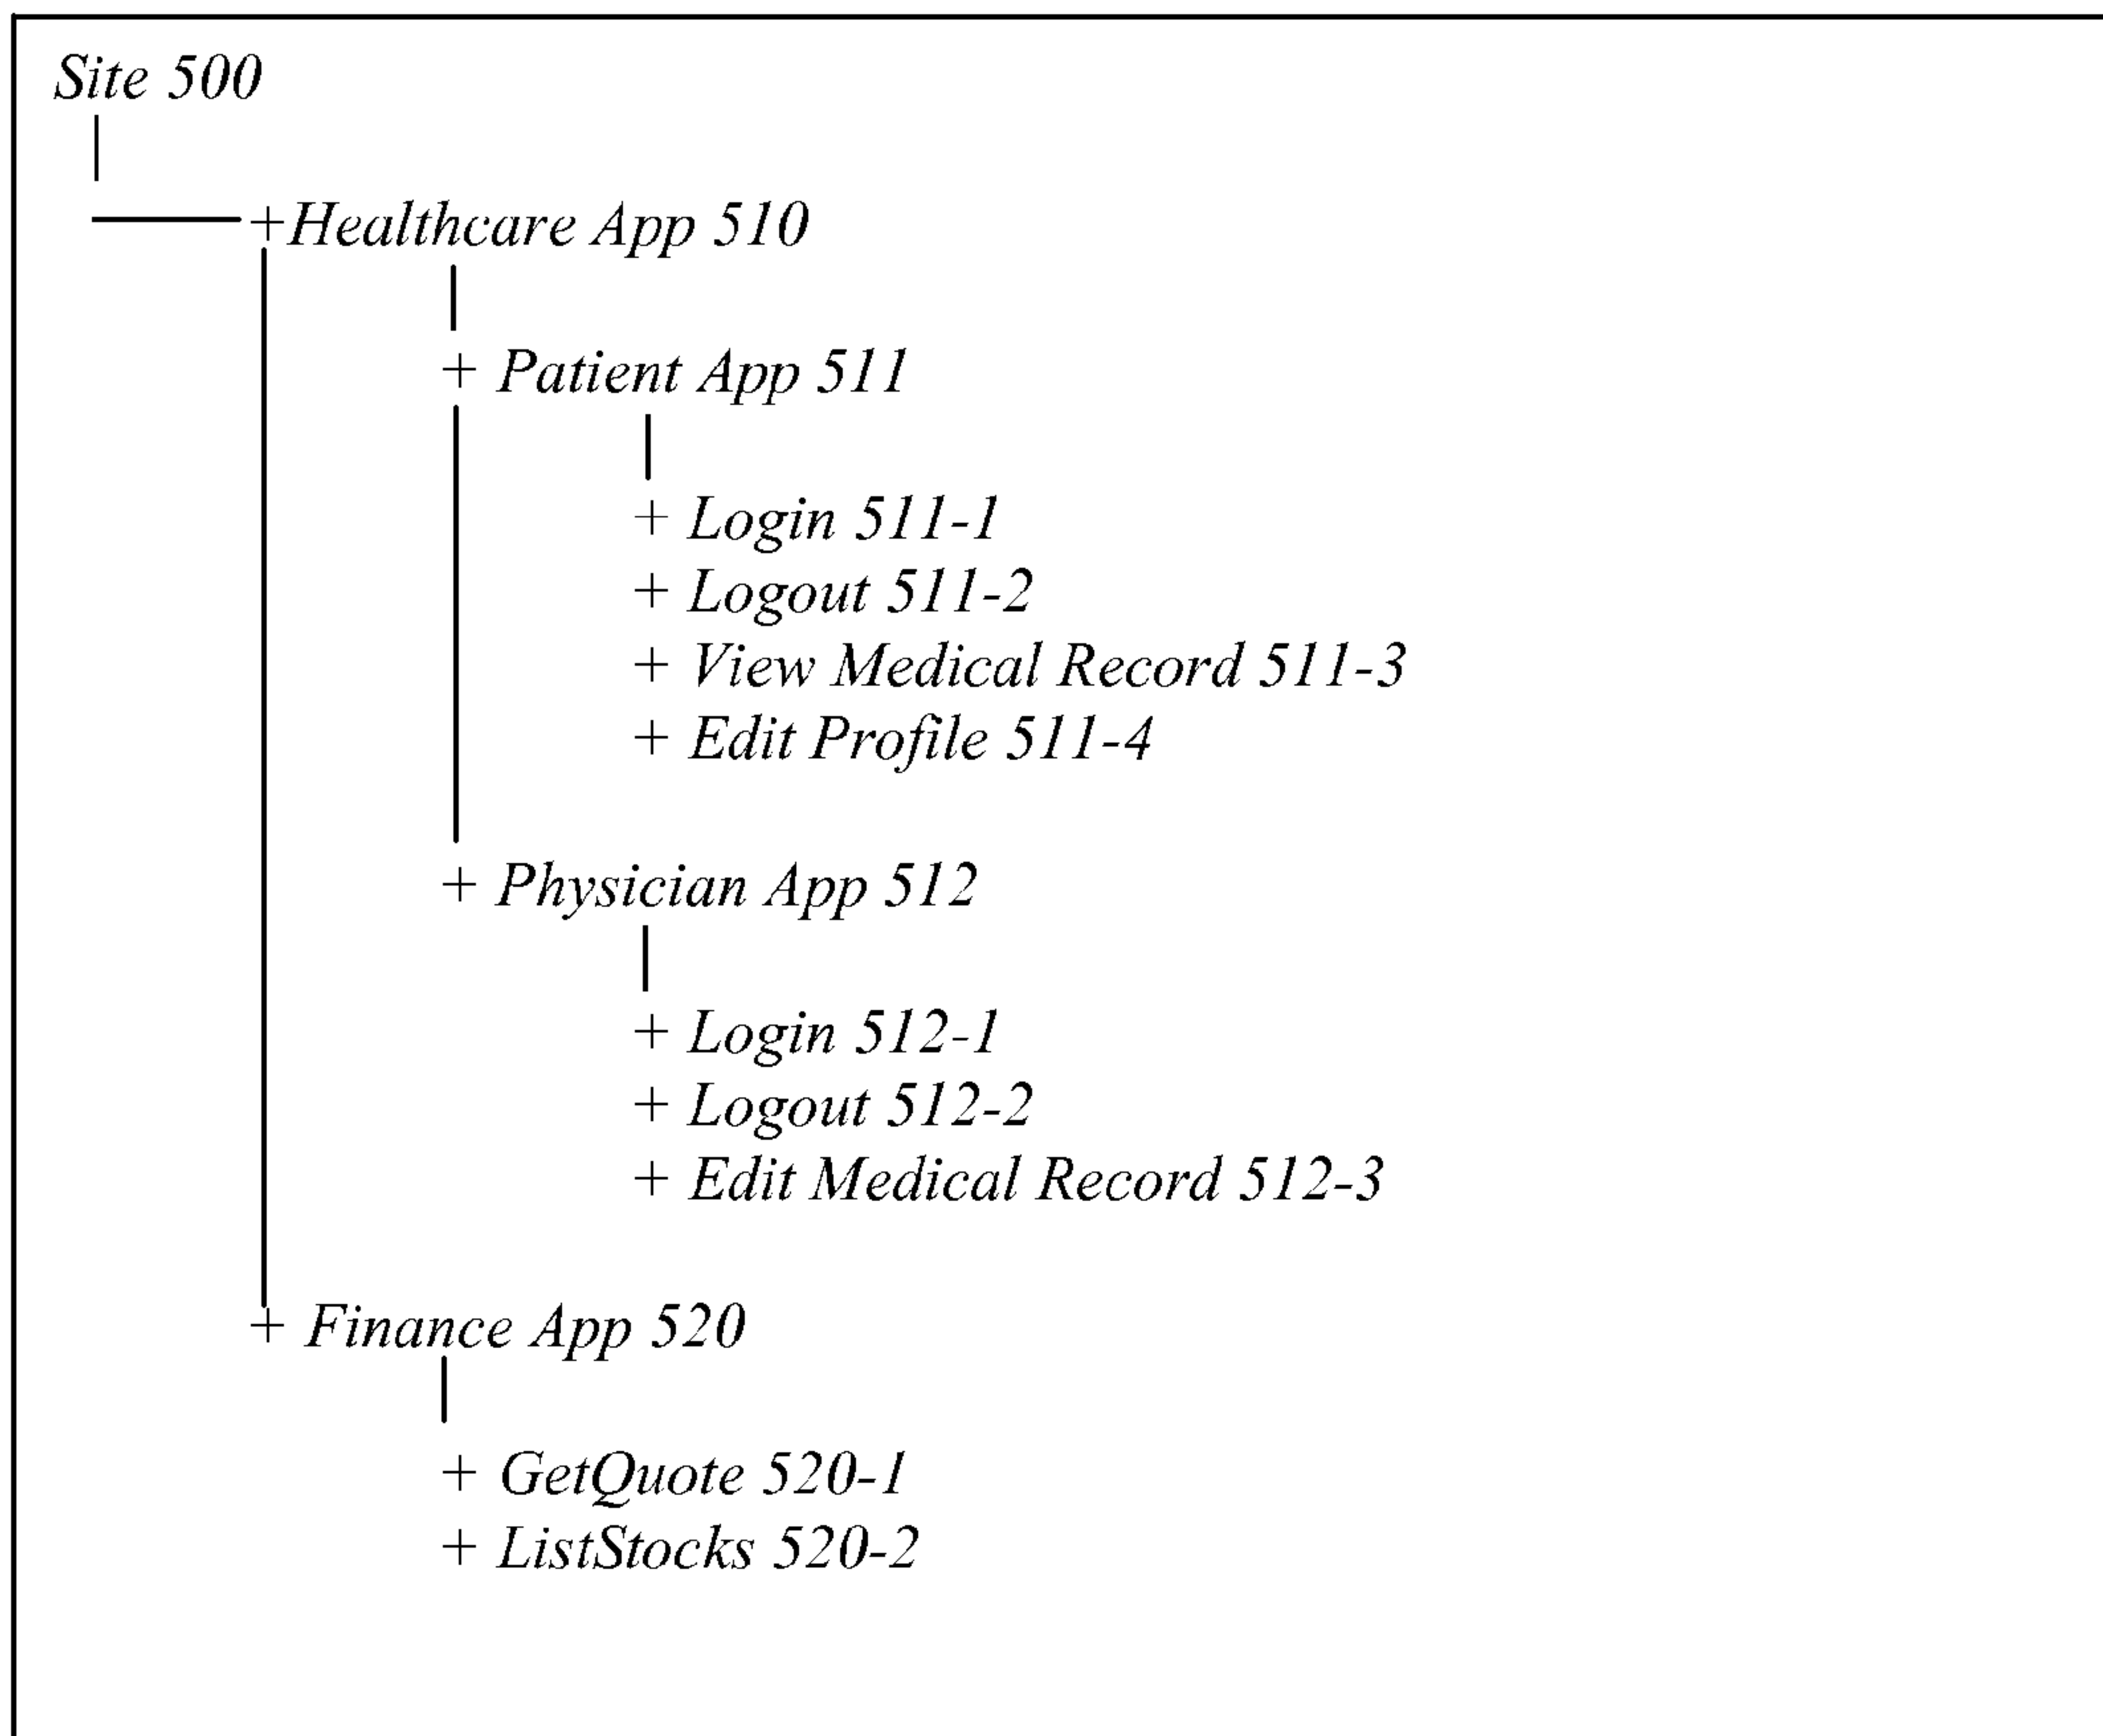 Site 500
+Healthcare App 510
+ Patient App 511
+ Login 511-1
+ Logout 511-2
+ View Medical Record 511-3
+ Edit Profile 511-4
+ Physician App 512
+ Login 512-1
+ Logout 512-2
+ Edit Medical Record 512-3
+ Finance App 520
+ GetQuote 520-1
+ ListStocks 520-2